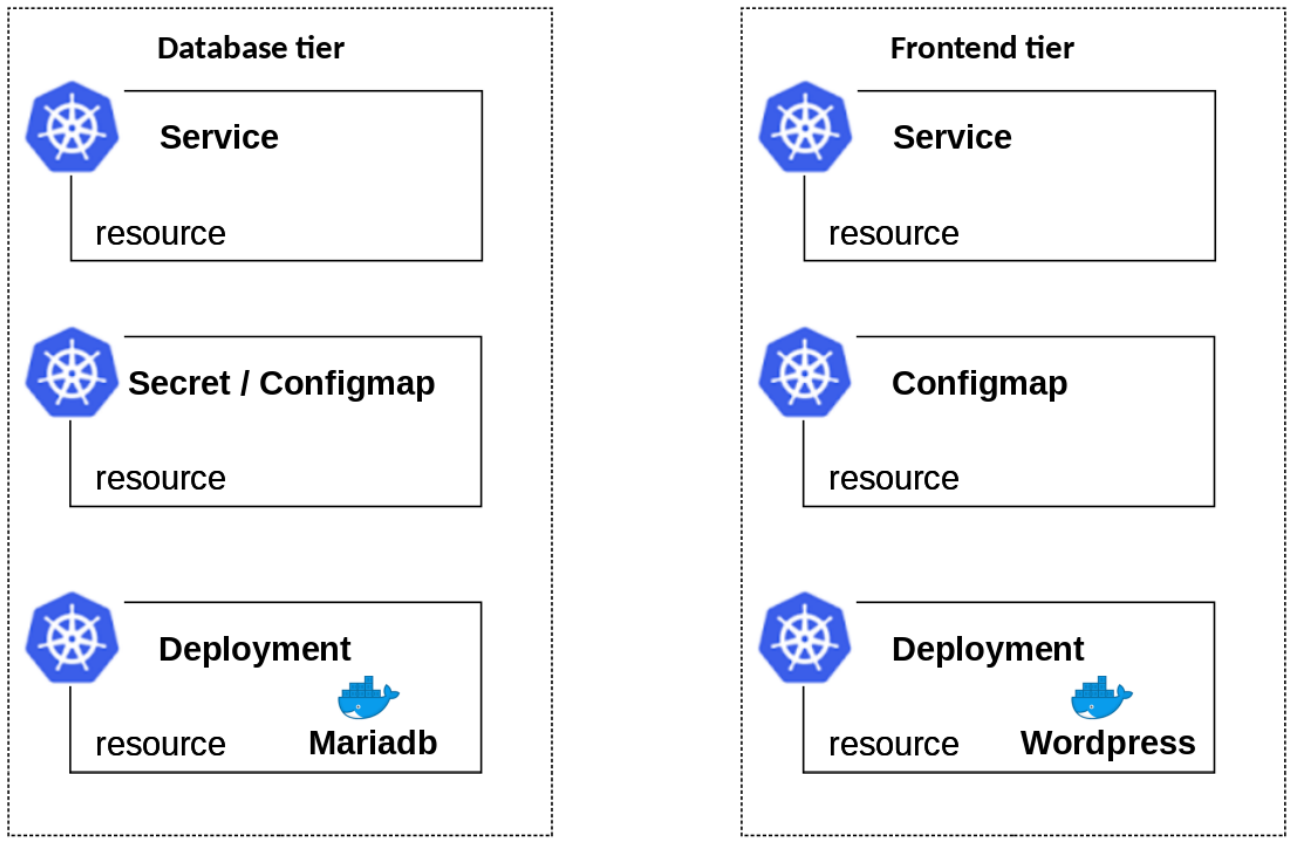 Database tier
Service
resource
Secret / Configmap
resource
Deployment
resource
Mariadb
Frontend tier
Service
resource
Configmap
resource
Deployment
resource
Wordpress